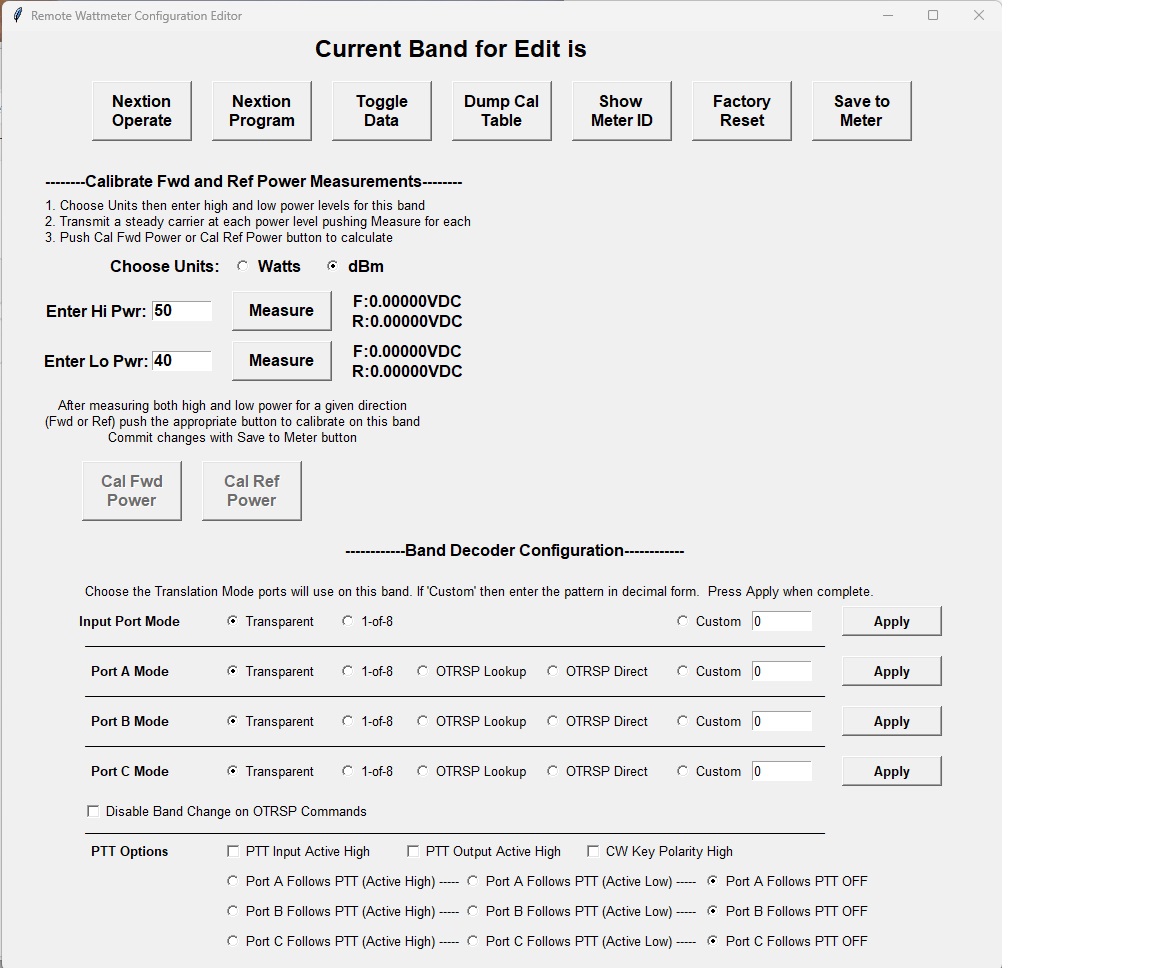 Remote Wattmeter Configuration Editor
Current Band for Edit is
Nextion Operate
Nextion Program
Toggle Data
Dump Cal Table
Show Meter ID
Factory Reset
Save to Meter
--------Calibrate Fwd and Ref Power Measurements--------
1. Choose Units then enter high and low power levels for this band
2. Transmit a steady carrier at each power level pushing Measure for each
3. Push Cal Fwd Power or Cal Ref Power button to calculate
Choose Units: Watts dBm
Enter Hi Pwr: 50 Measure
F:0.00000VDC
R:0.00000VDC
Enter Lo Pwr: 40 Measure
F:0.00000VDC
R:0.00000VDC
After measuring both high and low power for a given direction
(Fwd or Ref) push the appropriate button to calibrate on this band
Commit changes with Save to Meter button
Cal Fwd Power
Cal Ref Power
------------Band Decoder Configuration------------
Choose the Translation Mode ports will use on this band. If 'Custom' then enter the pattern in decimal form.  Press Apply when complete.
Input Port Mode Transparent 1-of-8 Custom 0 Apply
Port A Mode Transparent 1-of-8 OTRSP Lookup OTRSP Direct Custom 0 Apply
Port B Mode Transparent 1-of-8 OTRSP Lookup OTRSP Direct Custom 0 Apply
Port C Mode Transparent 1-of-8 OTRSP Lookup OTRSP Direct Custom 0 Apply
Disable Band Change on OTRSP Commands
PTT Options PTT Input Active High PTT Output Active High CW Key Polarity High
Port A Follows PTT (Active High) ----- Port A Follows PTT (Active Low) ----- Port A Follows PTT OFF
Port B Follows PTT (Active High) ----- Port B Follows PTT (Active Low) ----- Port B Follows PTT OFF
Port C Follows PTT (Active High) ----- Port C Follows PTT (Active Low) ----- Port C Follows PTT OFF